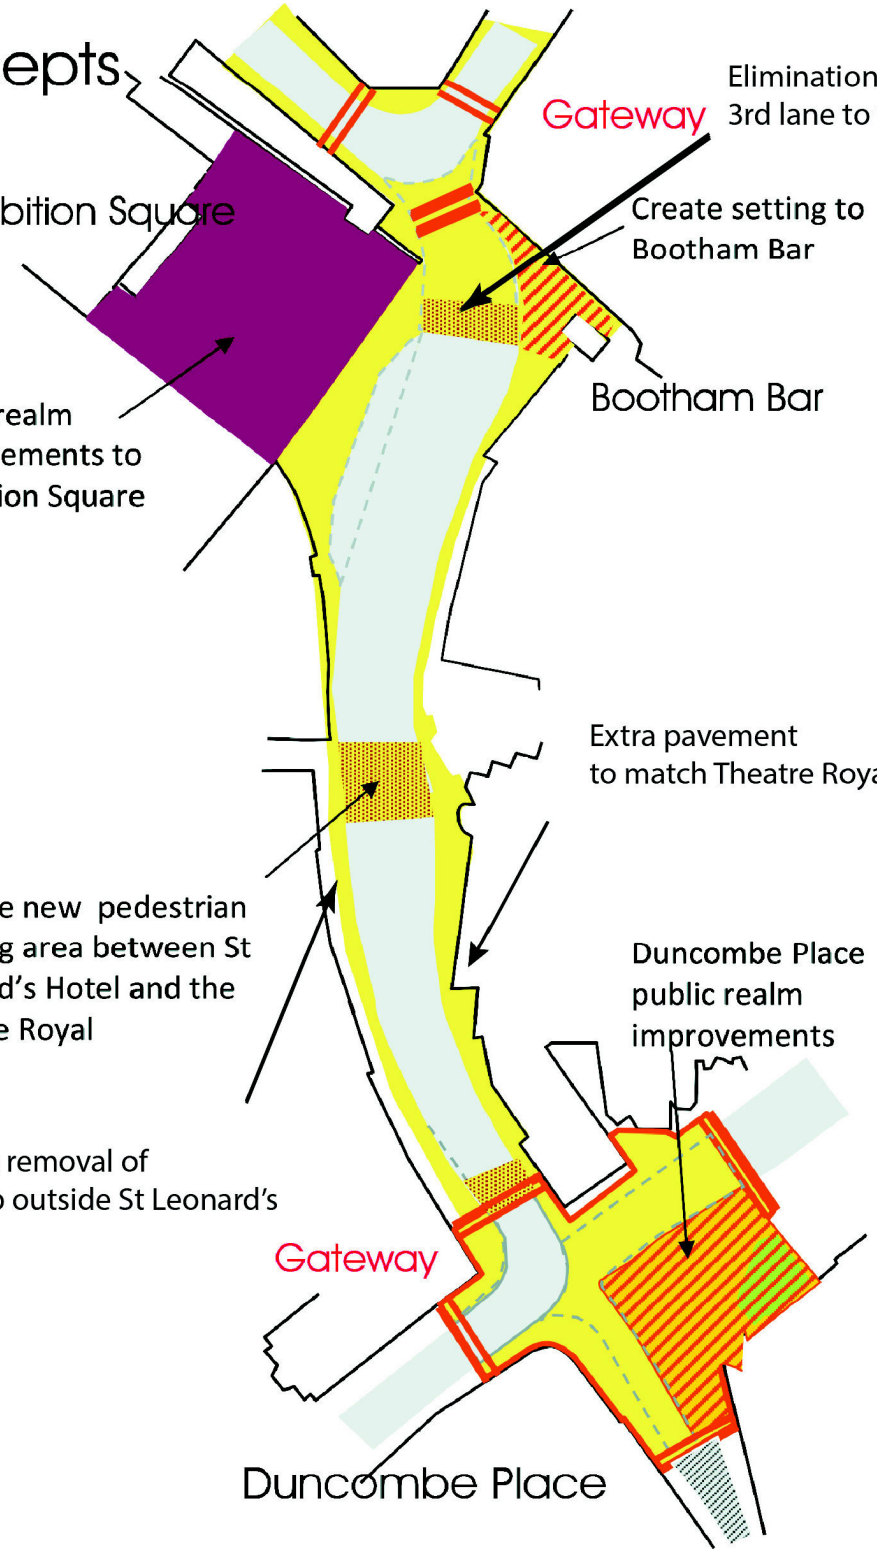 epts
Elimination
3rd lane to
Gateway
bition Square
Create setting to
Bootham Bar
Bootham Bar
realm
ements to
ion Square
Extra pavement
to match Theatre Roya
e new pedestrian
g area between St
d’s Hotel and the
e Royal
Duncombe Place
public realm
improvements
removal of
outside St Leonard’s
Gateway
Duncombe Place